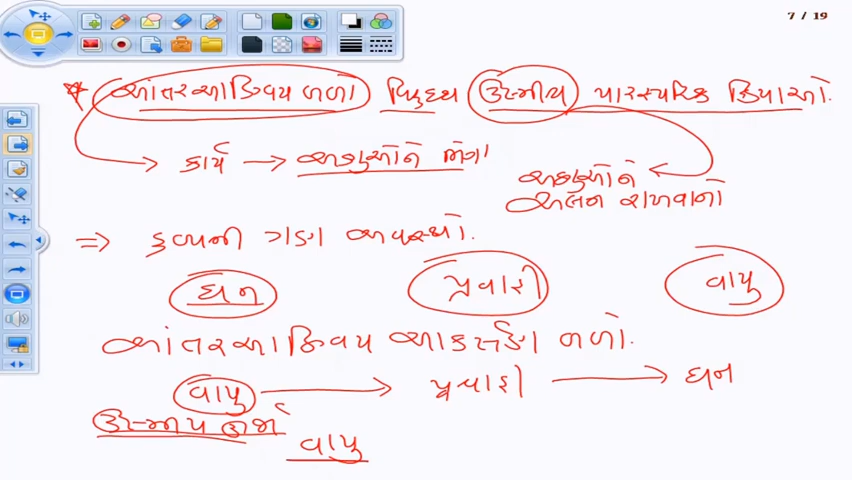 7 / 19
આંતરઆણ્વિય બળો વિરુધ્ધ ઉષ્મીય પારસ્પરિક ક્રિયાઓ.
કાર્ય → અણુઓને ભેગા
અણુઓને
અલગ રાખવાનો
⇒ દ્રવ્યની ત્રણ અવસ્થા.
ઘન પ્રવાહી વાયુ
આંતરઆણ્વિય આકર્ષણ બળો.
વાયુ → પ્રવાહી → ઘન
ઉષ્મીય ઊર્જા
વાયુ